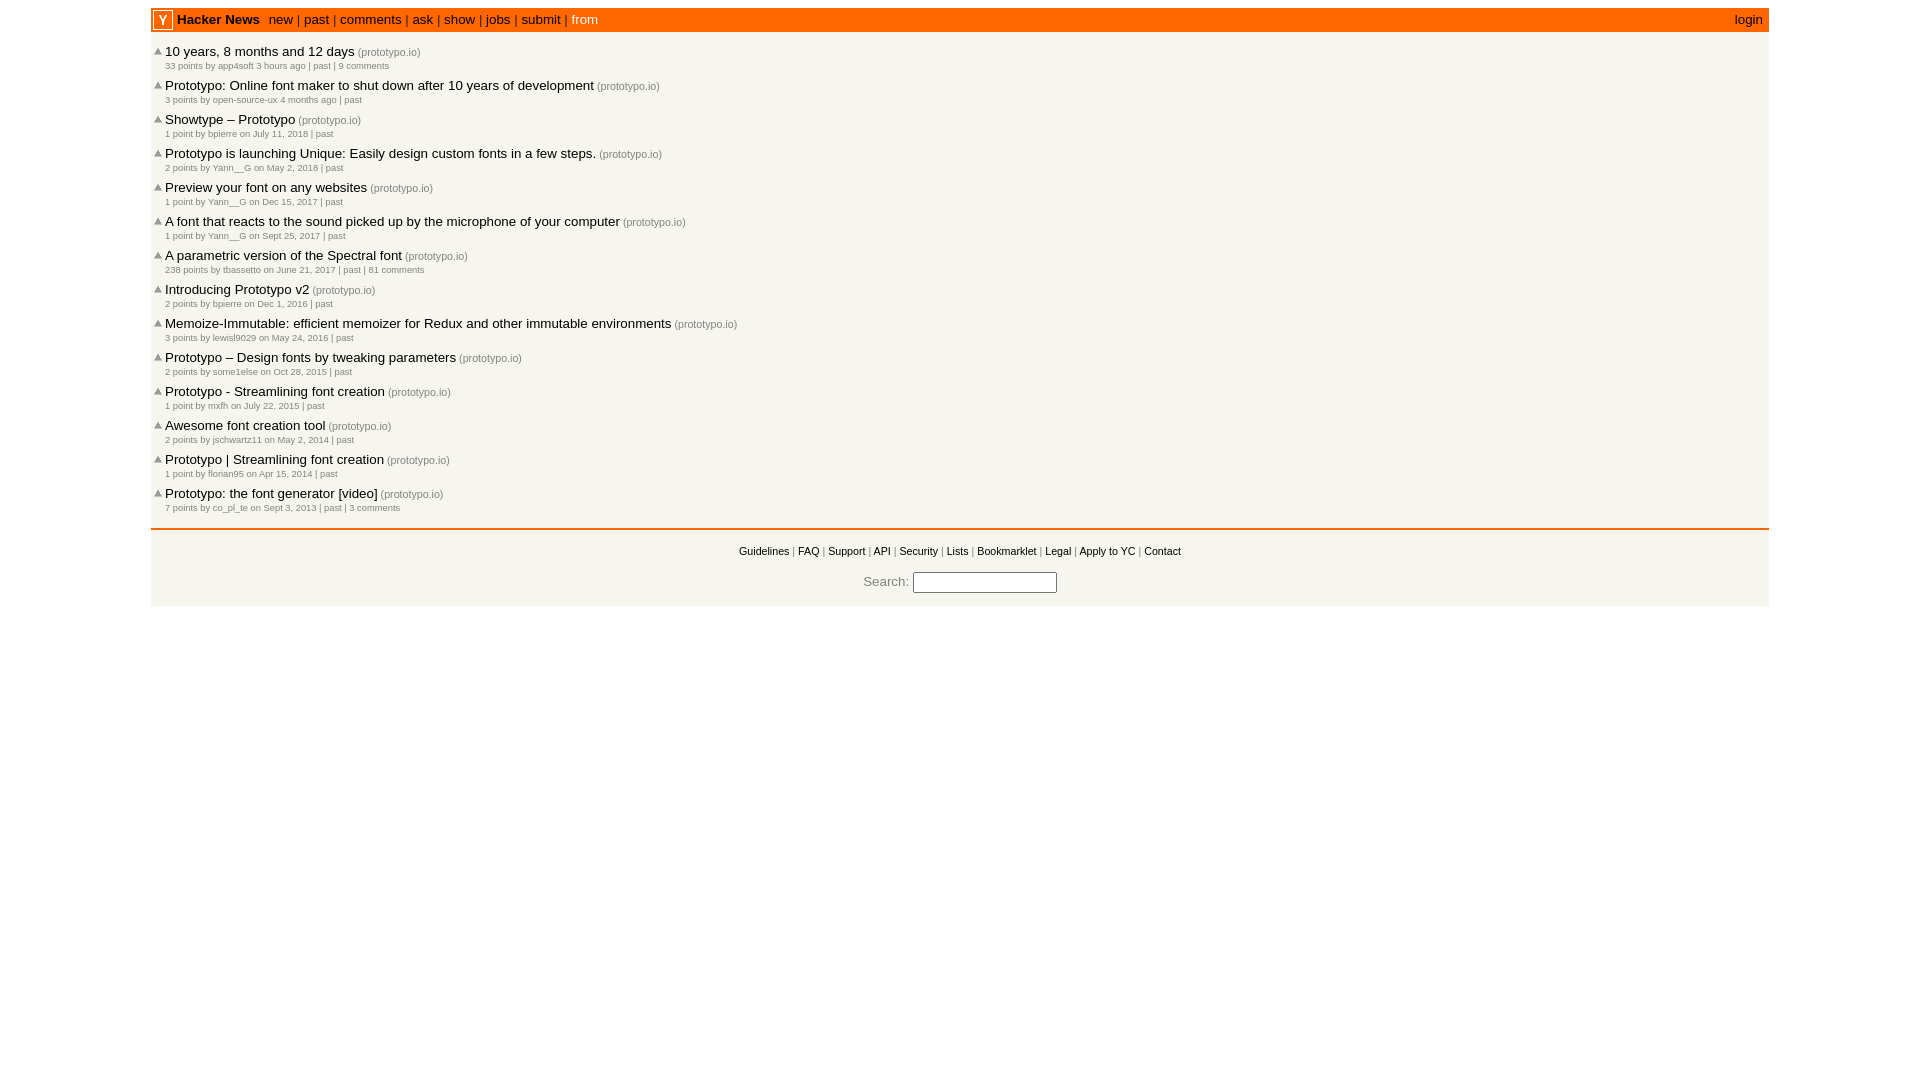 Y Hacker News new | past | comments | ask | show | jobs | submit | from login
10 years, 8 months and 12 days (prototypo.io)
33 points by app4soft 3 hours ago | past | 9 comments
Prototypo: Online font maker to shut down after 10 years of development (prototypo.io)
3 points by open-source-ux 4 months ago | past
Showtype – Prototypo (prototypo.io)
1 point by bpierre on July 11, 2018 | past
Prototypo is launching Unique: Easily design custom fonts in a few steps. (prototypo.io)
2 points by Yann__G on May 2, 2018 | past
Preview your font on any websites (prototypo.io)
1 point by Yann__G on Dec 15, 2017 | past
A font that reacts to the sound picked up by the microphone of your computer (prototypo.io)
1 point by Yann__G on Sept 25, 2017 | past
A parametric version of the Spectral font (prototypo.io)
238 points by tbassetto on June 21, 2017 | past | 81 comments
Introducing Prototypo v2 (prototypo.io)
2 points by bpierre on Dec 1, 2016 | past
Memoize-Immutable: efficient memoizer for Redux and other immutable environments (prototypo.io)
3 points by lewisl9029 on May 24, 2016 | past
Prototypo – Design fonts by tweaking parameters (prototypo.io)
2 points by some1else on Oct 28, 2015 | past
Prototypo - Streamlining font creation (prototypo.io)
1 point by mxfh on July 22, 2015 | past
Awesome font creation tool (prototypo.io)
2 points by jschwartz11 on May 2, 2014 | past
Prototypo | Streamlining font creation (prototypo.io)
1 point by florian95 on Apr 15, 2014 | past
Prototypo: the font generator [video] (prototypo.io)
7 points by co_pl_te on Sept 3, 2013 | past | 3 comments
Guidelines | FAQ | Support | API | Security | Lists | Bookmarklet | Legal | Apply to YC | Contact
Search: